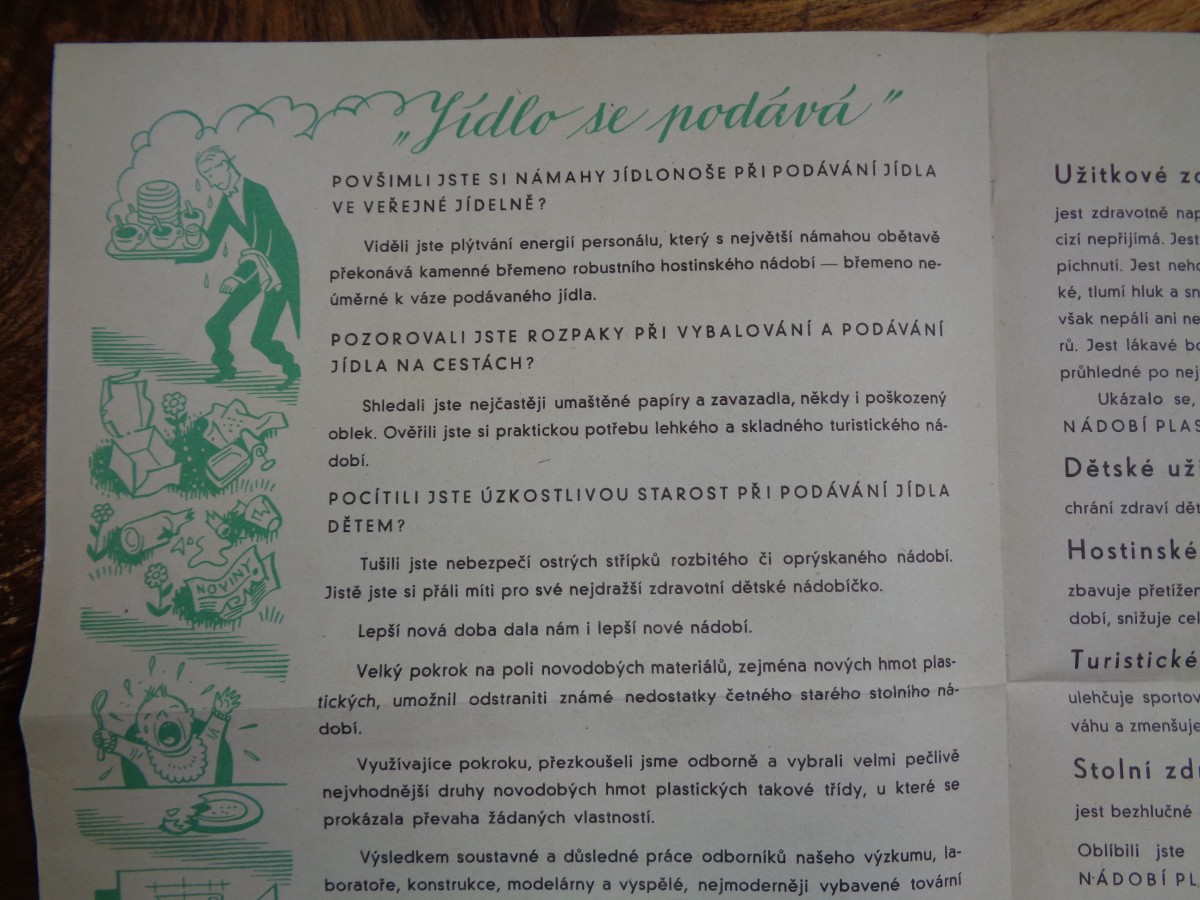 „Jídlo se podává"
POVŠIMLI JSTE SI NÁMAHY JÍDLONOŠE PŘI PODÁVÁNÍ JÍDLA
VE VEŘEJNÉ JÍDELNĚ?
Viděli jste plýtvání energií personálu, který s největší námahou obětavě
překonává kamenné břemeno robustního hostinského nádobí — břemeno ne-
úměrné k váze podávaného jídla.
POZOROVALI JSTE ROZPAKY PŘI VYBALOVÁNÍ A PODÁVÁNÍ
JÍDLA NA CESTÁCH?
Shledali jste nejčastěji umaštěné papíry a zavazadla, někdy i poškozený
oblek. Ověřili jste si praktickou potřebu lehkého a skladného turistického ná-
dobí.
POCÍTILI JSTE ÚZKOSTLIVOU STAROST PŘI PODÁVÁNÍ JÍDLA
DĚTEM?
Tušili jste nebezpečí ostrých střípků rozbitého či oprýskaného nádobí.
Jistě jste si přáli míti pro své nejdražší zdravotní dětské nádobíčko.
Lepší nová doba dala nám i lepší nové nádobí.
Velký pokrok na poli novodobých materiálů, zejména nových hmot plas-
tických, umožnil odstraniti známé nedostatky četného starého stolního ná-
dobí.
Využívajíce pokroku, přezkoušeli jsme odborně a vybrali velmi pečlivě
nejvhodnější druhy novodobých hmot plastických takové třídy, u které se
prokázala převaha žádaných vlastností.
Výsledkem soustavné a důsledné práce odborníků našeho výzkumu, la-
boratoře, konstrukce, modelárny a vyspělé, nejmoderněji vybavené tovární
NOVINY
Užitkové
jest zdravotně
cizí nepřijímá. Jest
píchnutí. Jest
ké, tlumí hluk a
však nepálí ani
rů. Jest lákavé
průhledné po
Ukázalo se,
NÁDOBÍ
Dětské
chrání zdraví
Hostinské
zbavuje
dobí, snižuje
Turistické
ulehčuje
váhu a zmenšuje
Stolní
jest bezhlučné
Oblíbili jste
NÁDOBÍ